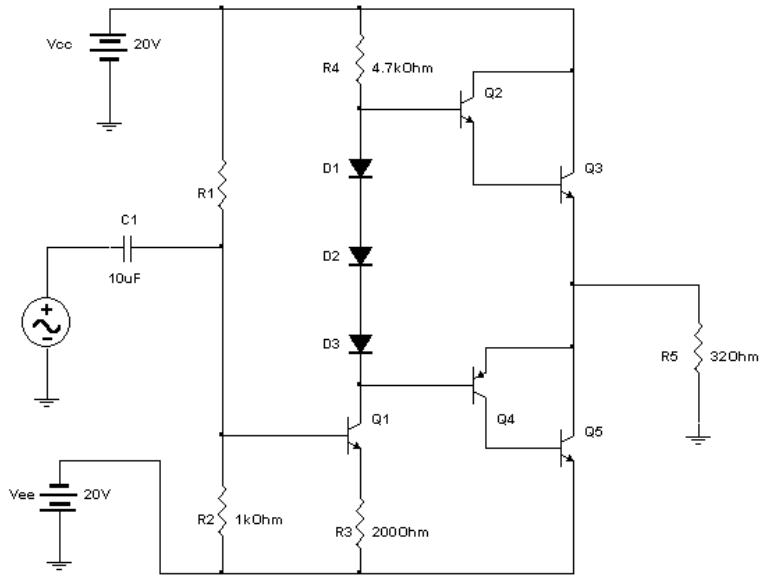 Vcc 20V
R4 4.7kOhm
Q2
D1
Q3
R1
C1
10uF
D2
D3
R5 32Ohm
Q1
Q4
Q5
Vee 20V
R2 1kOhm
R3 200Ohm